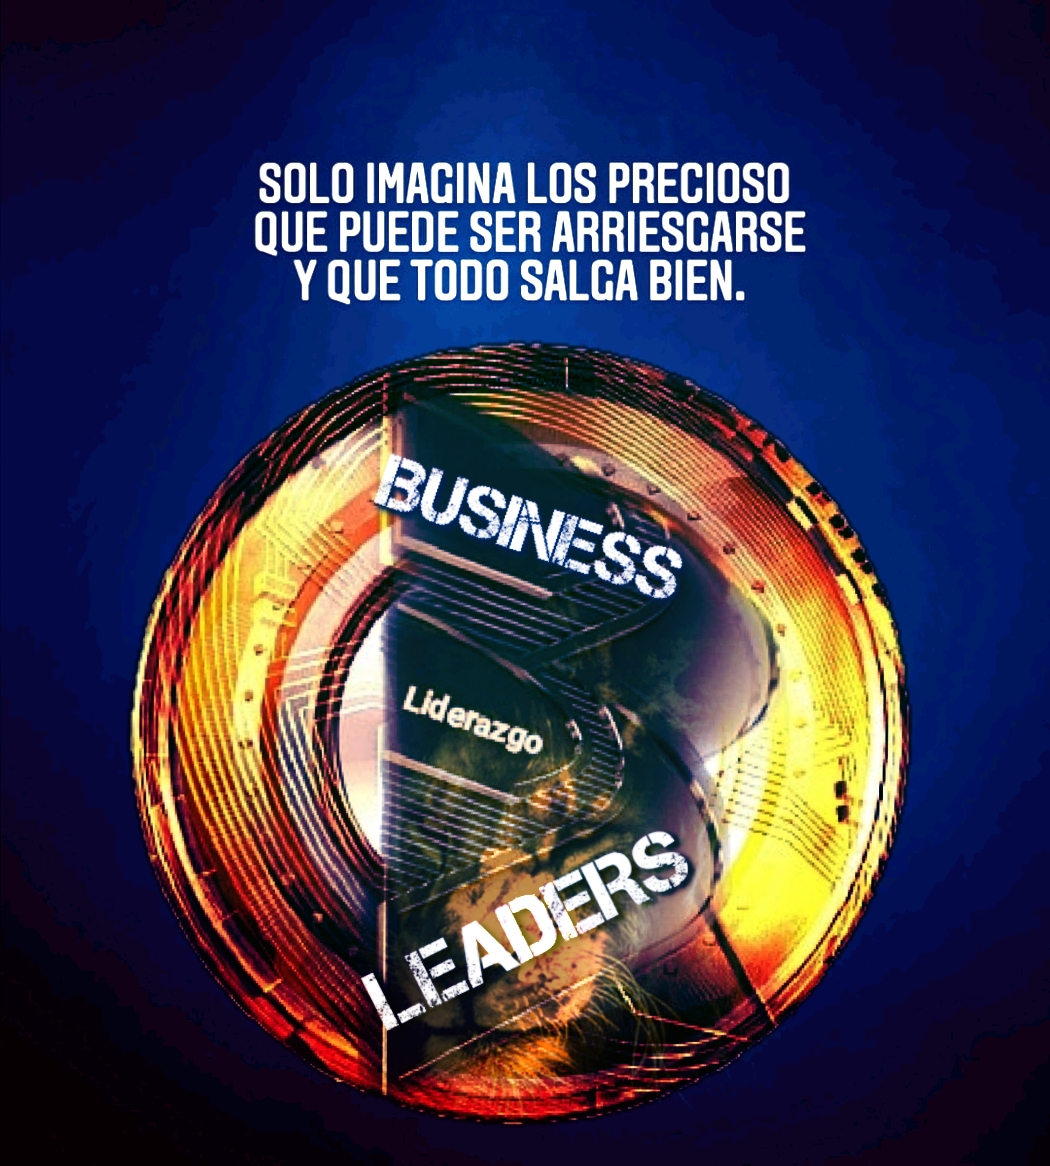 SOLO IMAGINA LOS PRECIOSO
QUE PUEDE SER ARRIESGARSE
Y QUE TODO SALGA BIEN.
BUSINESS
Liderazgo
LEADERS